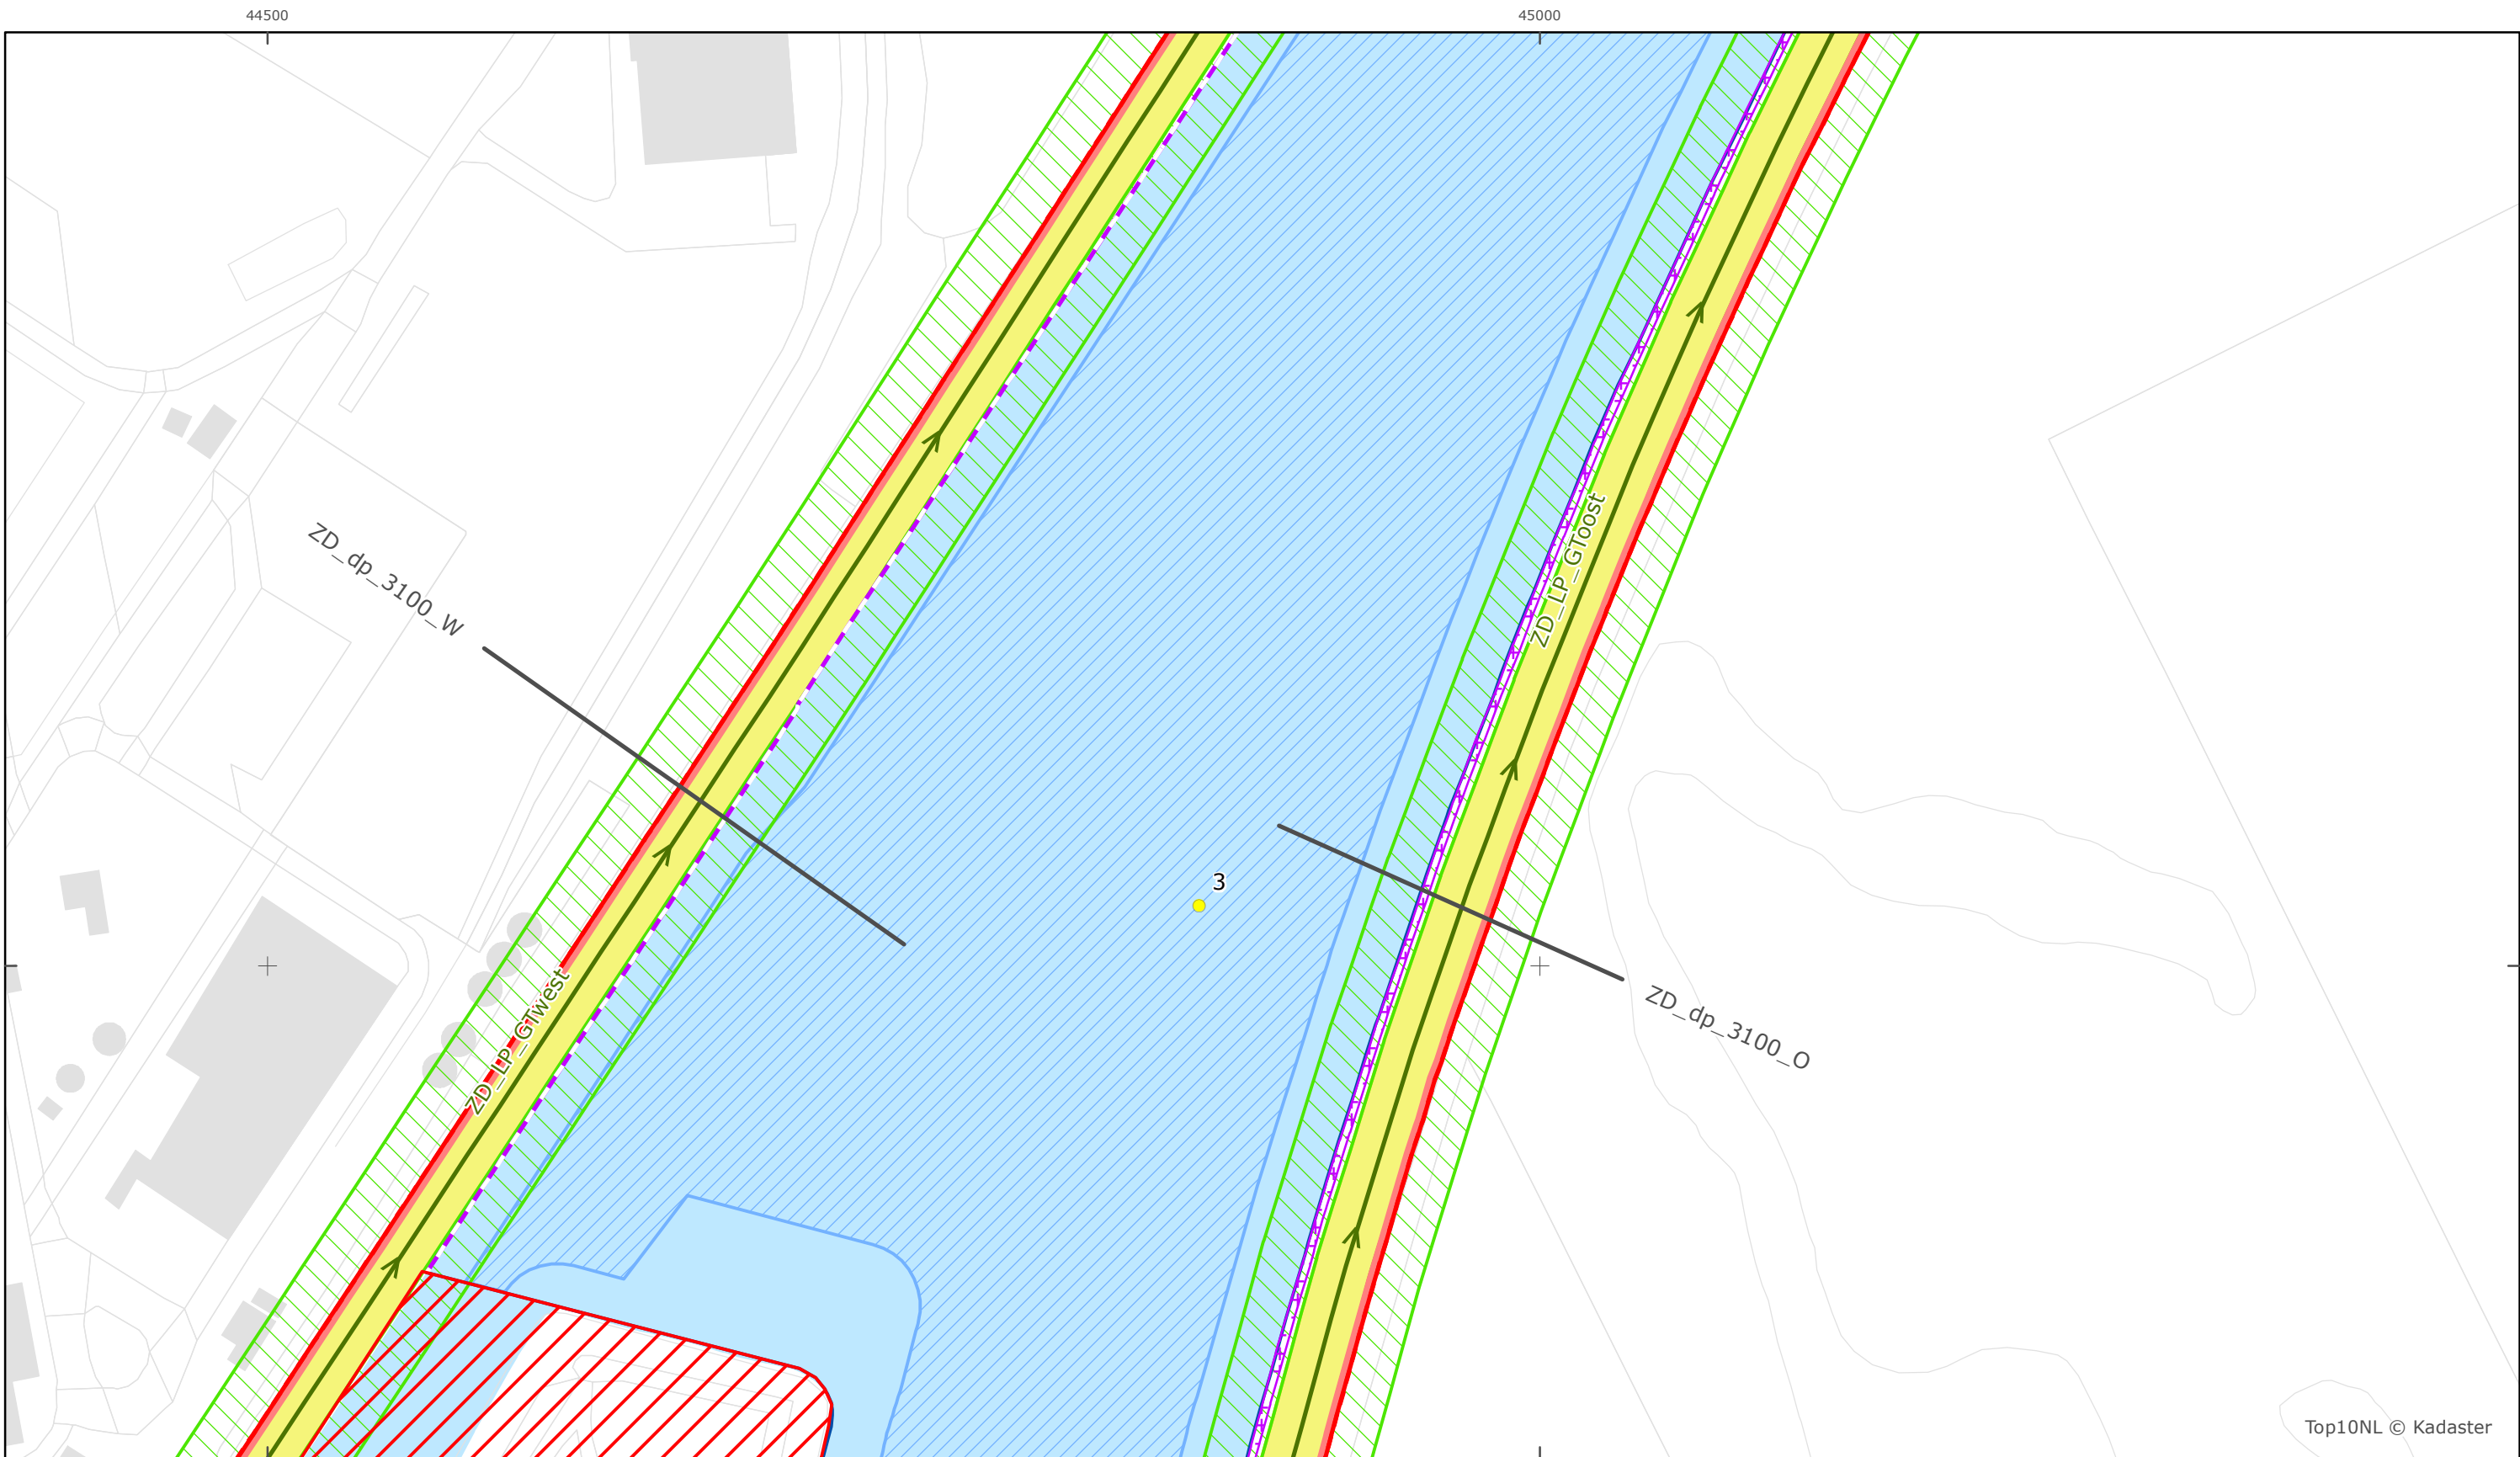 44500
45000
ZD_LP_GToost
ZD_dp_3100_W
3
ZD_LP_GTwest
ZD_dp_3100_O
Top10NL © Kadaster